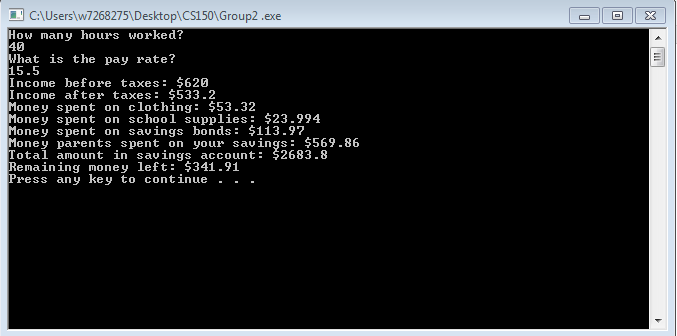 C:\Users\w7268275\Desktop\CS150\Group2 .exe
How many hours worked?
40
What is the pay rate?
15.5
Income before taxes: $620
Income after taxes: $533.2
Money spent on clothing: $53.32
Money spent on school supplies: $23.994
Money spent on savings bonds: $113.97
Money parents spent on your savings: $569.86
Total amount in savings account: $2683.8
Remaining money left: $341.91
Press any key to continue . . .